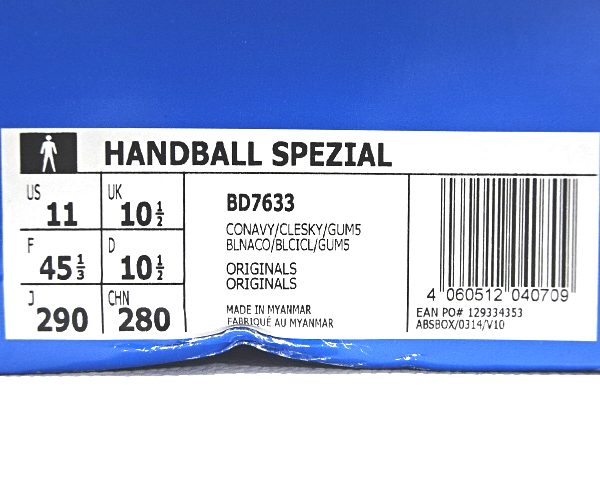 HANDBALL SPEZIAL
US 11
UK 10 1/2
F 45 1/3
D 10 1/2
J 290
CHN 280
BD7633
CONAVY/CLESKY/GUM5
BLNACO/BLCICL/GUM5
ORIGINALS
ORIGINALS
MADE IN MYANMAR
FABRIQUÉ AU MYANMAR
4 060512 040709
EAN PO# 129334353
ABSBOX/0314/V10